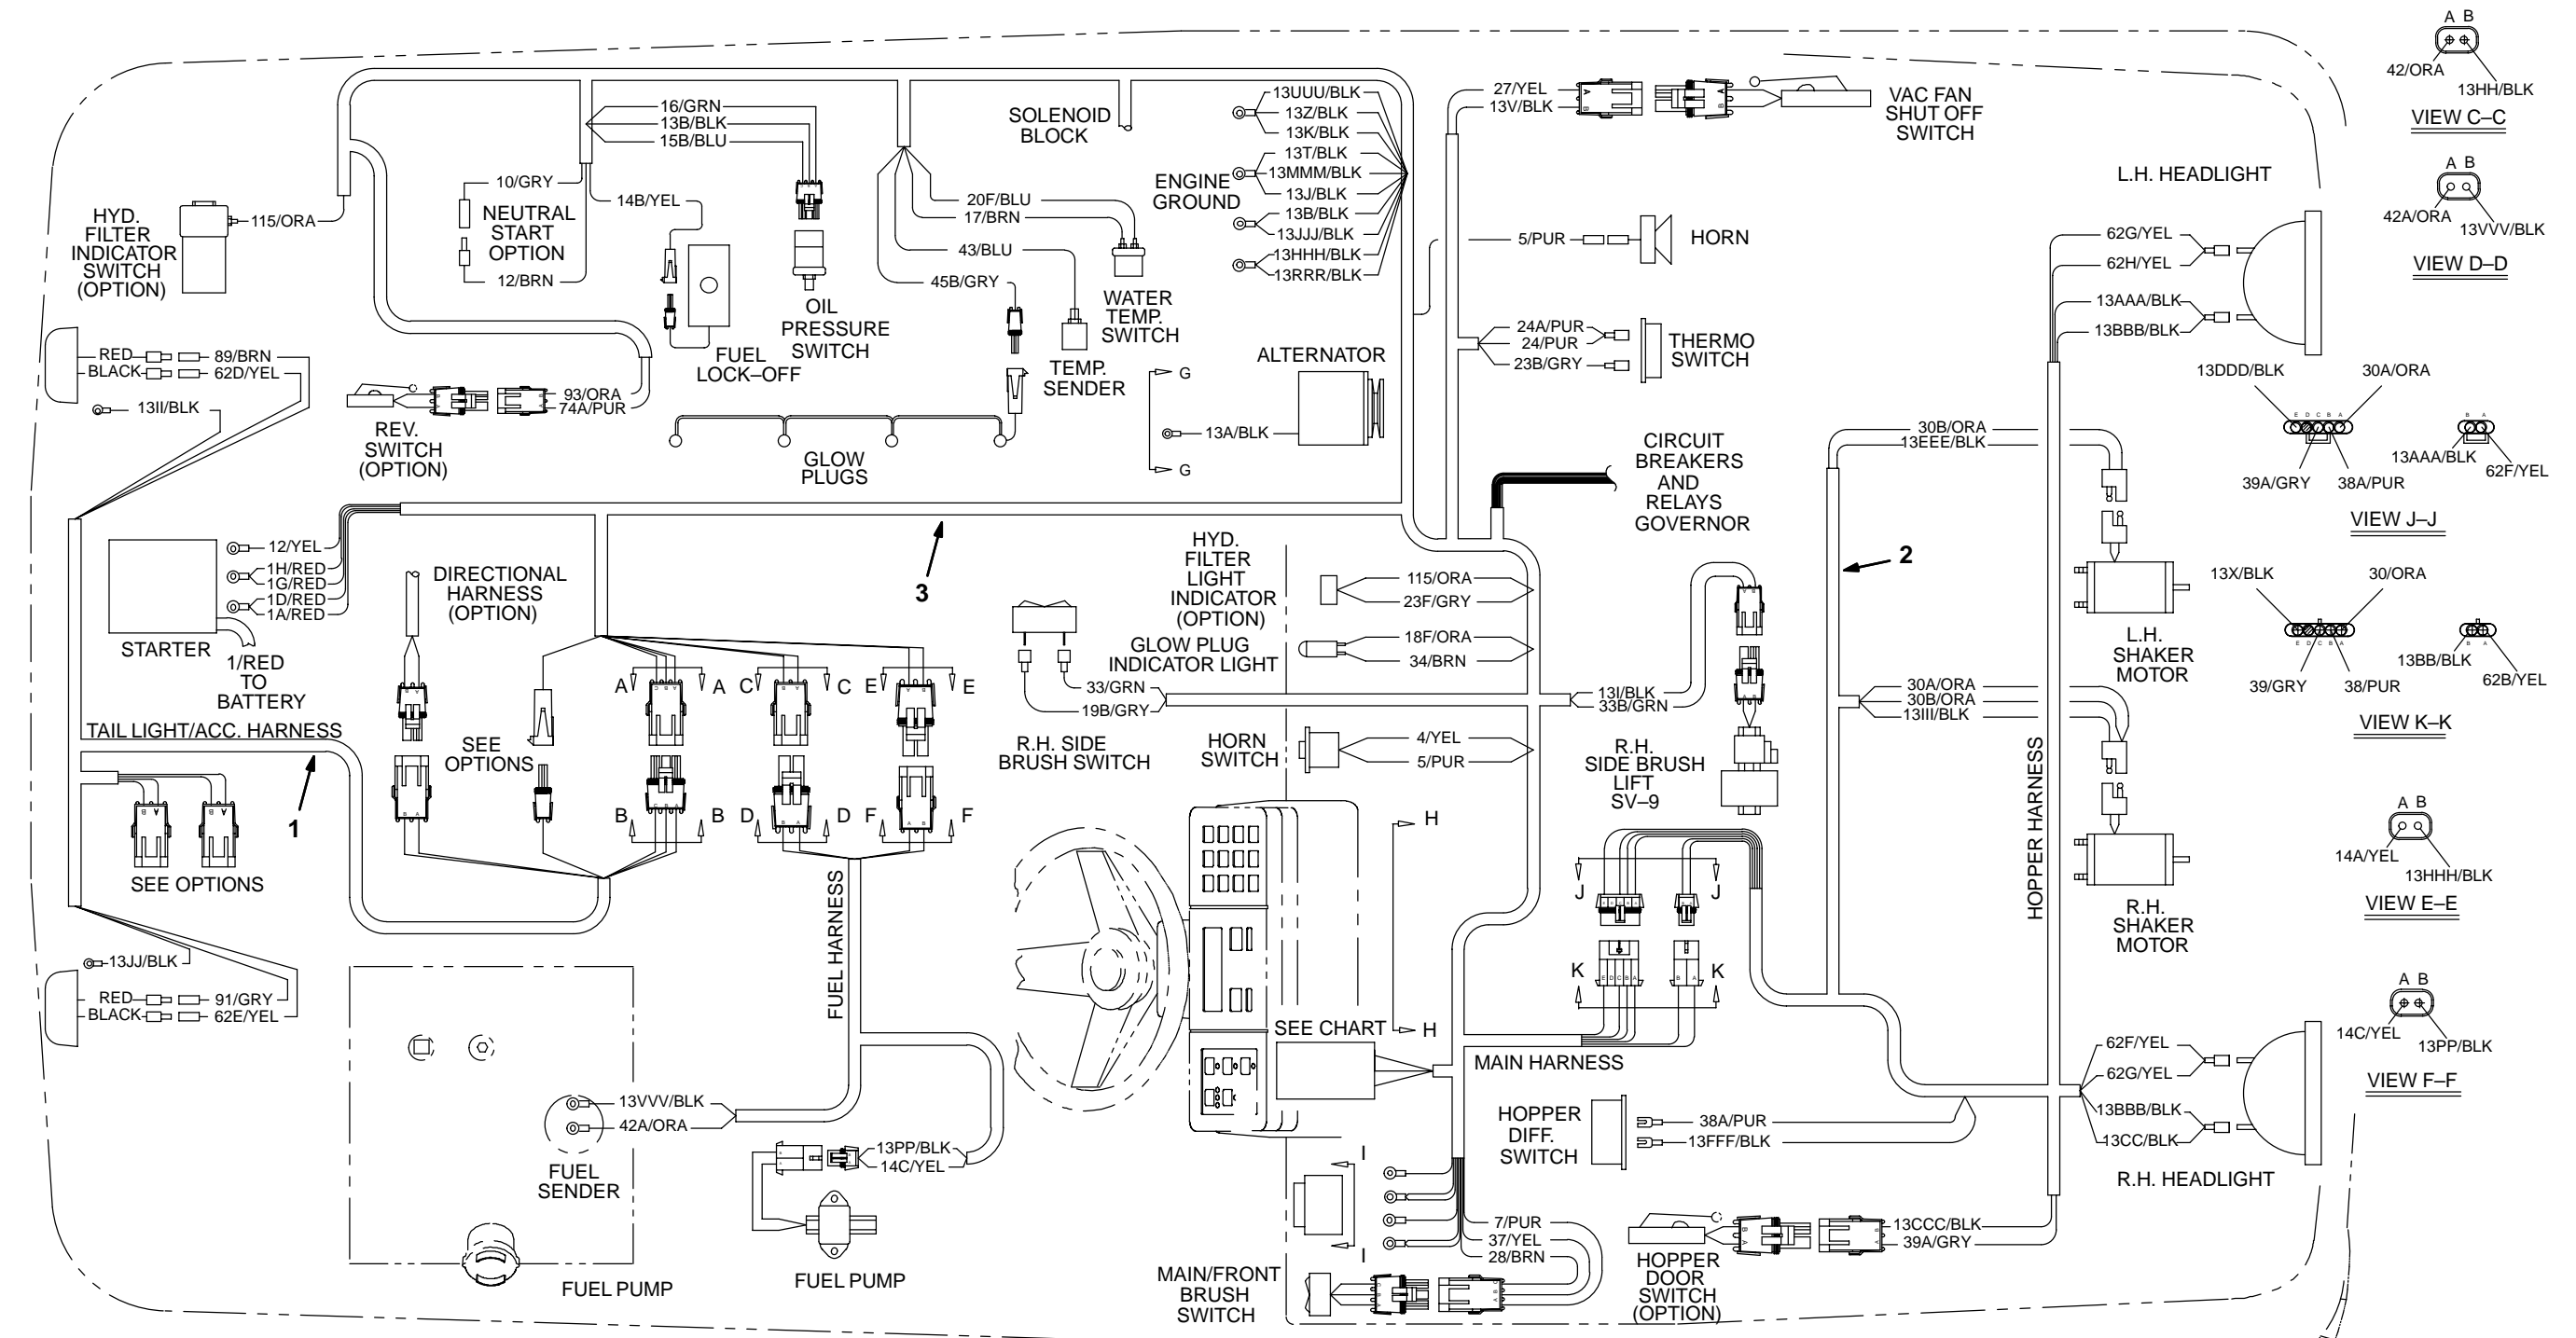 A B
42/ORA
13HH/BLK
VIEW C–C
A B
42A/ORA
13VVV/BLK
VIEW D–D
16/GRN
13B/BLK
15B/BLU
SOLENOID
BLOCK
13UUU/BLK
13Z/BLK
13K/BLK
13T/BLK
13MMM/BLK
13J/BLK
13B/BLK
13JJJ/BLK
13HHH/BLK
13RRR/BLK
ENGINE
GROUND
27/YEL
13V/BLK
A
B
A
B
VAC FAN
SHUT OFF
SWITCH
L.H. HEADLIGHT
HYD.
FILTER
INDICATOR
SWITCH
(OPTION)
115/ORA
10/GRY
NEUTRAL
START
OPTION
12/BRN
14B/YEL
FUEL
LOCK–OFF
OIL
PRESSURE
SWITCH
20F/BLU
17/BRN
43/BLU
45B/GRY
WATER
TEMP.
SWITCH
TEMP.
SENDER
5/PUR
HORN
24A/PUR
24/PUR
23B/GRY
THERMO
SWITCH
62G/YEL
62H/YEL
13AAA/BLK
13BBB/BLK
RED
BLACK
89/BRN
62D/YEL
13II/BLK
93/ORA
74A/PUR
REV.
SWITCH
(OPTION)
GLOW
PLUGS
ALTERNATOR
G
13A/BLK
G
13DDD/BLK
30A/ORA
E D C B A
B A
39A/GRY
38A/PUR
13AAA/BLK
62F/YEL
VIEW J–J
30B/ORA
13EEE/BLK
CIRCUIT
BREAKERS
AND
RELAYS
GOVERNOR
12/YEL
1H/RED
1G/RED
1D/RED
1A/RED
STARTER
1/RED
TO
BATTERY
DIRECTIONAL
HARNESS
(OPTION)
3
2
HYD.
FILTER
LIGHT
INDICATOR
(OPTION)
115/ORA
23F/GRY
GLOW PLUG
INDICATOR LIGHT
18F/ORA
34/BRN
L.H.
SHAKER
MOTOR
13X/BLK
30/ORA
E D C B A
B A
39/GRY
38/PUR
13BB/BLK
62B/YEL
VIEW K–K
33/GRN
19B/GRY
R.H. SIDE
BRUSH SWITCH
13I/BLK
33B/GRN
30A/ORA
30B/ORA
13III/BLK
A A C C E E
TAIL LIGHT/ACC. HARNESS
1
SEE
OPTIONS
HORN
SWITCH
4/YEL
5/PUR
R.H.
SIDE BRUSH
LIFT
SV–9
B B D D F F
SEE OPTIONS
H
HOPPER HARNESS
A B
14A/YEL
13HHH/BLK
VIEW E–E
J J
R.H.
SHAKER
MOTOR
13JJ/BLK
RED
BLACK
91/GRY
62E/YEL
FUEL HARNESS
K
E D C B A
B A
K
SEE CHART
H
MAIN HARNESS
A B
14C/YEL
13PP/BLK
VIEW F–F
62F/YEL
62G/YEL
13BBB/BLK
13CC/BLK
R.H. HEADLIGHT
13VVV/BLK
42A/ORA
FUEL
SENDER
13PP/BLK
14C/YEL
FUEL PUMP
FUEL PUMP
HOPPER
DIFF.
SWITCH
38A/PUR
13FFF/BLK
I
I
7/PUR
37/YEL
28/BRN
MAIN/FRONT
BRUSH
SWITCH
13CCC/BLK
39A/GRY
HOPPER
DOOR
SWITCH
(OPTION)